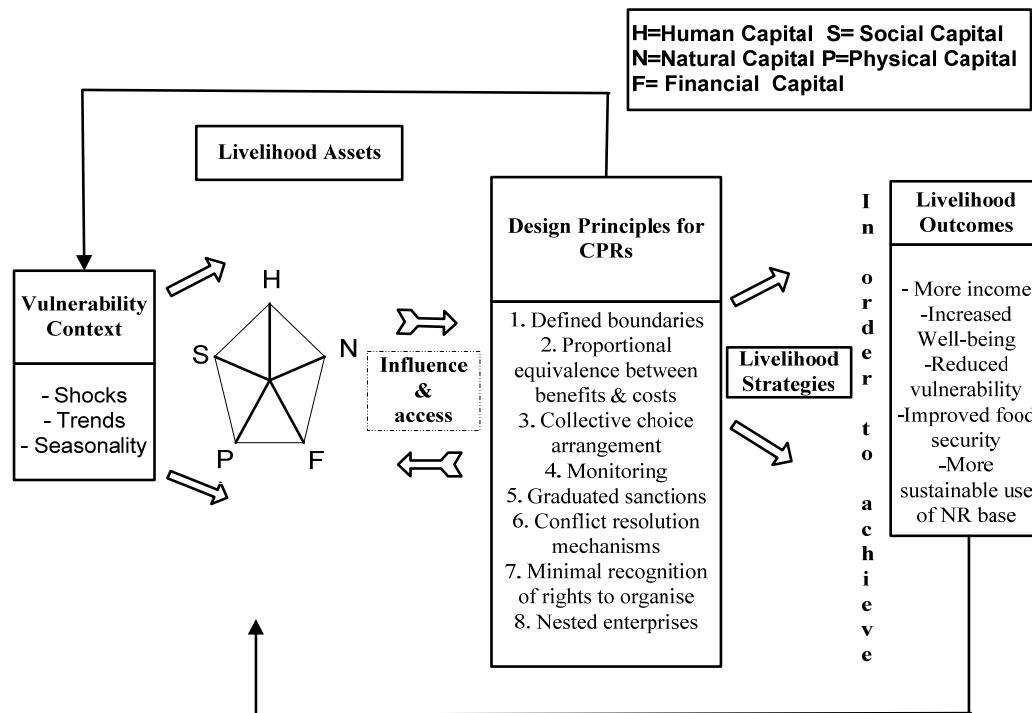 H=Human Capital S= Social Capital
N=Natural Capital P=Physical Capital
F= Financial Capital
Livelihood Assets
Vulnerability
Context
- Shocks
- Trends
- Seasonality
H
S
N
P
F
Influence
&
access
Design Principles for
CPRs
1. Defined boundaries
2. Proportional
equivalence between
benefits & costs
3. Collective choice
arrangement
4. Monitoring
5. Graduated sanctions
6. Conflict resolution
mechanisms
7. Minimal recognition
of rights to organise
8. Nested enterprises
Livelihood
Strategies
In order to achieve
Livelihood
Outcomes
- More income
-Increased
Well-being
-Reduced
vulnerability
-Improved food
security
-More
sustainable use
of NR base